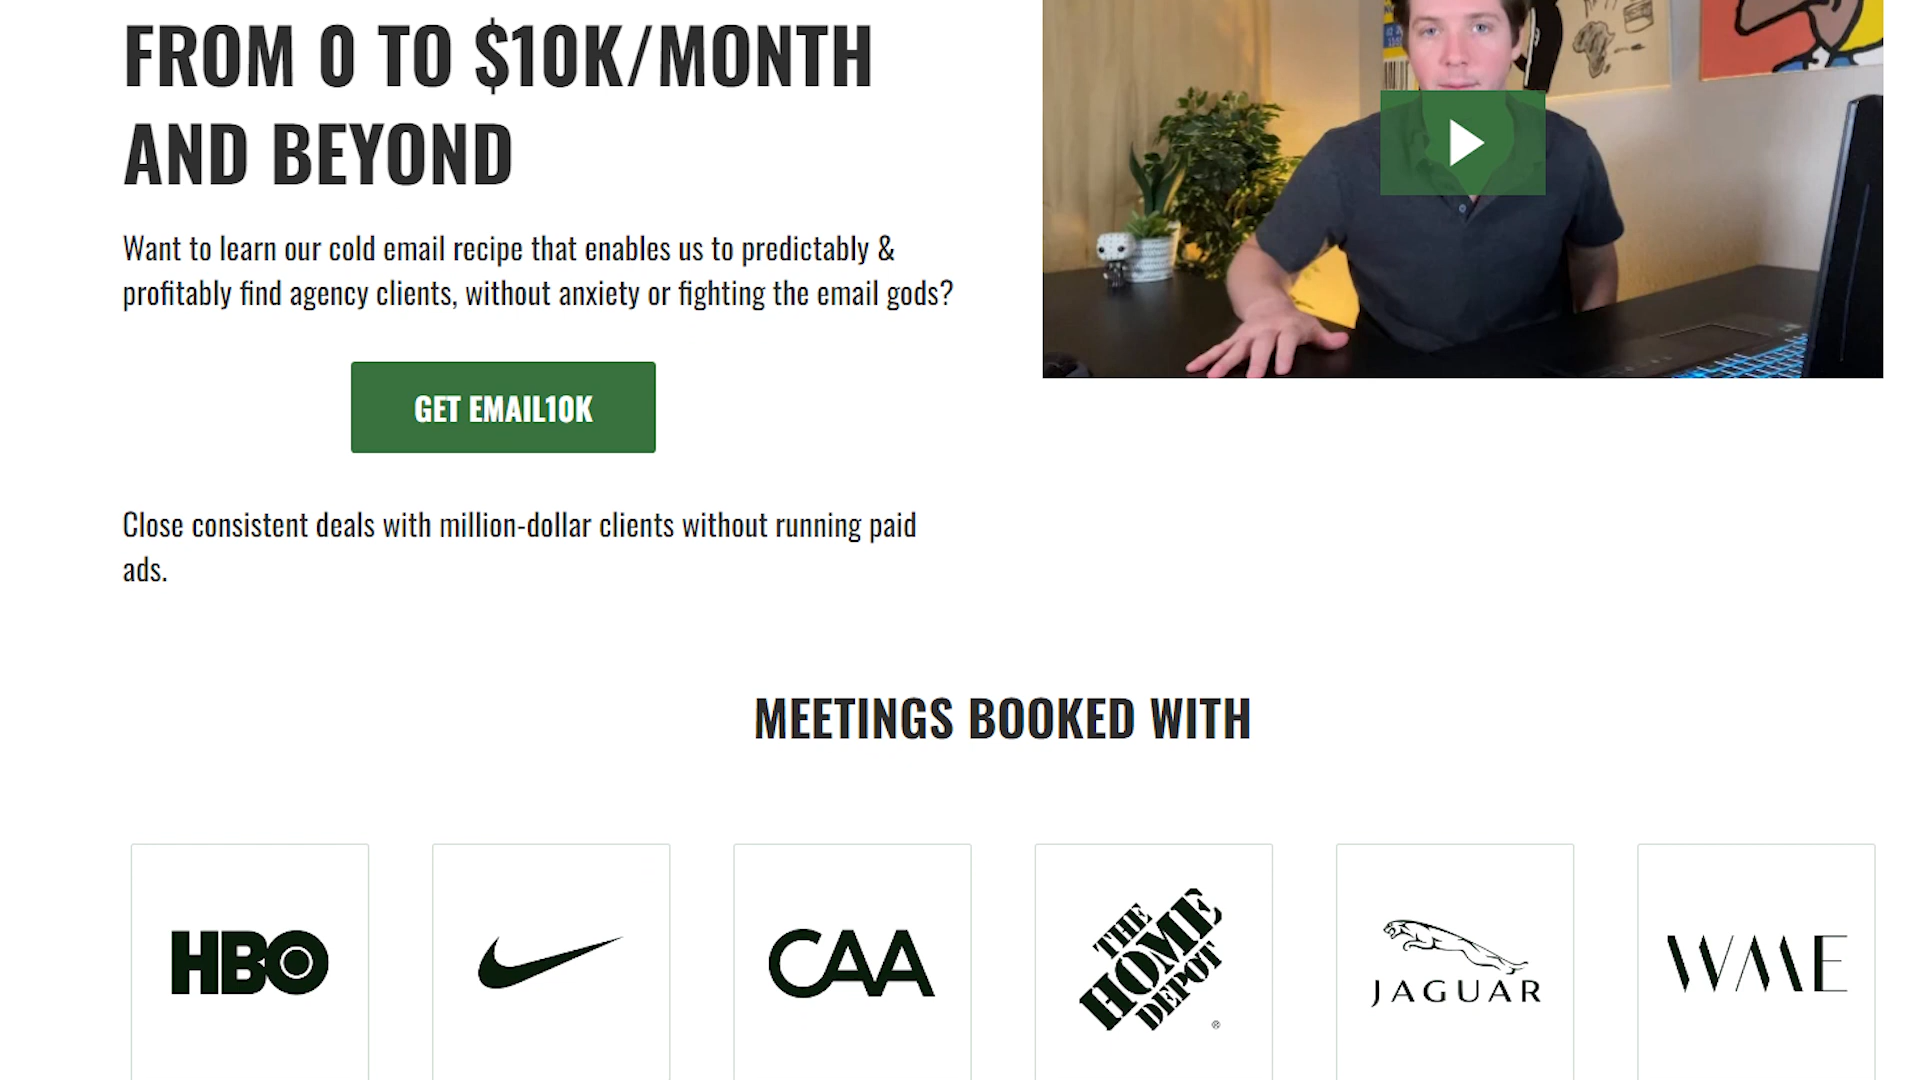 FROM 0 TO $10K/MONTH
AND BEYOND
Want to learn our cold email recipe that enables us to predictably &
profitably find agency clients, without anxiety or fighting the email gods?
GET EMAIL10K
Close consistent deals with million-dollar clients without running paid
ads.
MEETINGS BOOKED WITH
HBO
CAA
THE
HOME
DEPOT
®
JAGUAR
WME